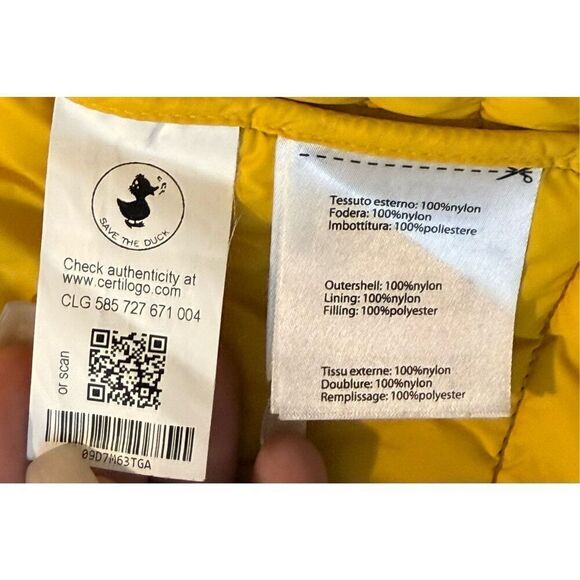 SAVE THE DUCK
Check authenticity at
www.certilogo.com
CLG 585 727 671 004
or scan
09D7M63TGA
Tessuto esterno: 100%nylon
Fodera: 100%nylon
Imbottitura: 100%poliestere
Outershell: 100%nylon
Lining: 100%nylon
Filling: 100%polyester
Tissu externe: 100%nylon
Doublure: 100%nylon
Remplissage: 100%polyester